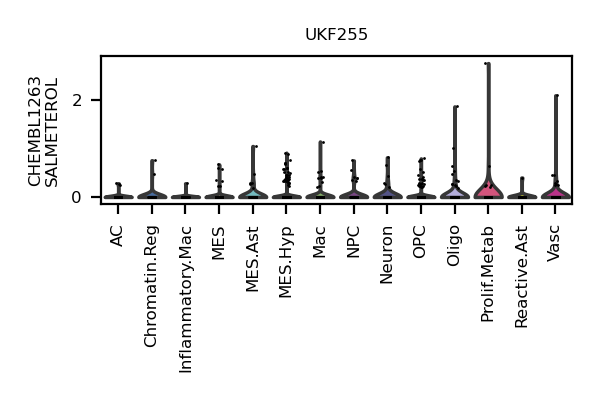 UKF255
CHEMBL1263
SALMETEROL
2
0
AC
Chromatin.Reg
Inflammatory.Mac
MES
MES.Ast
MES.Hyp
Mac
NPC
Neuron
OPC
Oligo
Prolif.Metab
Reactive.Ast
Vasc